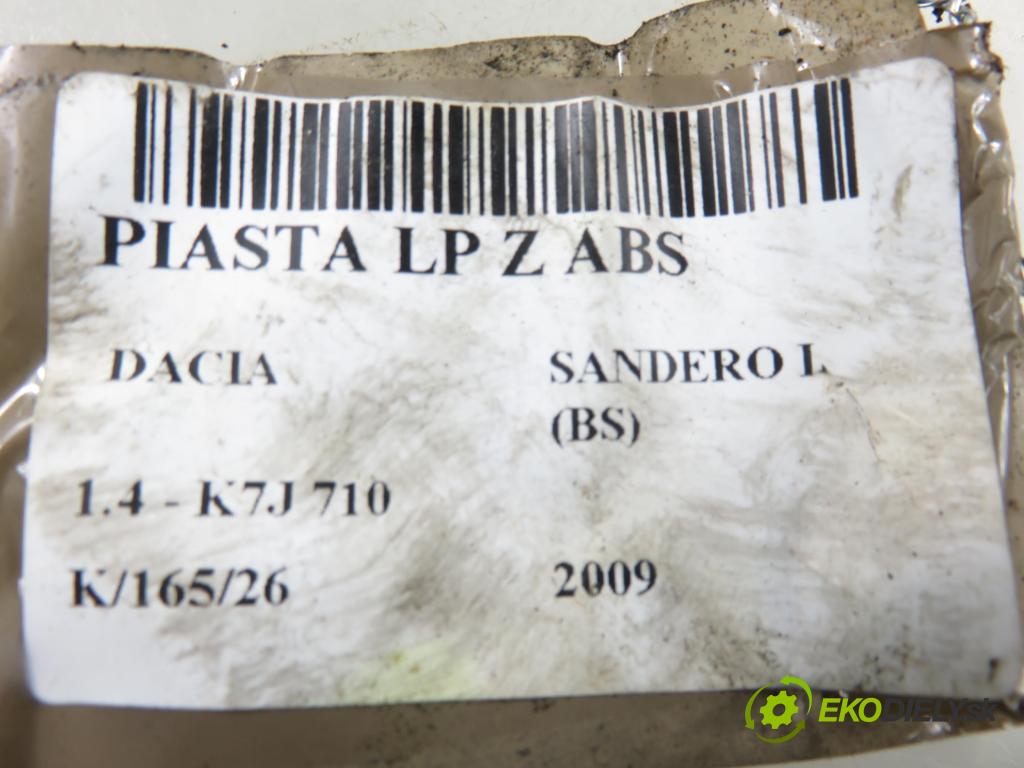 PIASTA LP Z ABS
DACIA SANDERO I
(BS)
1.4 - K7J 710
K/165/26 2009
EKODIELY.sk